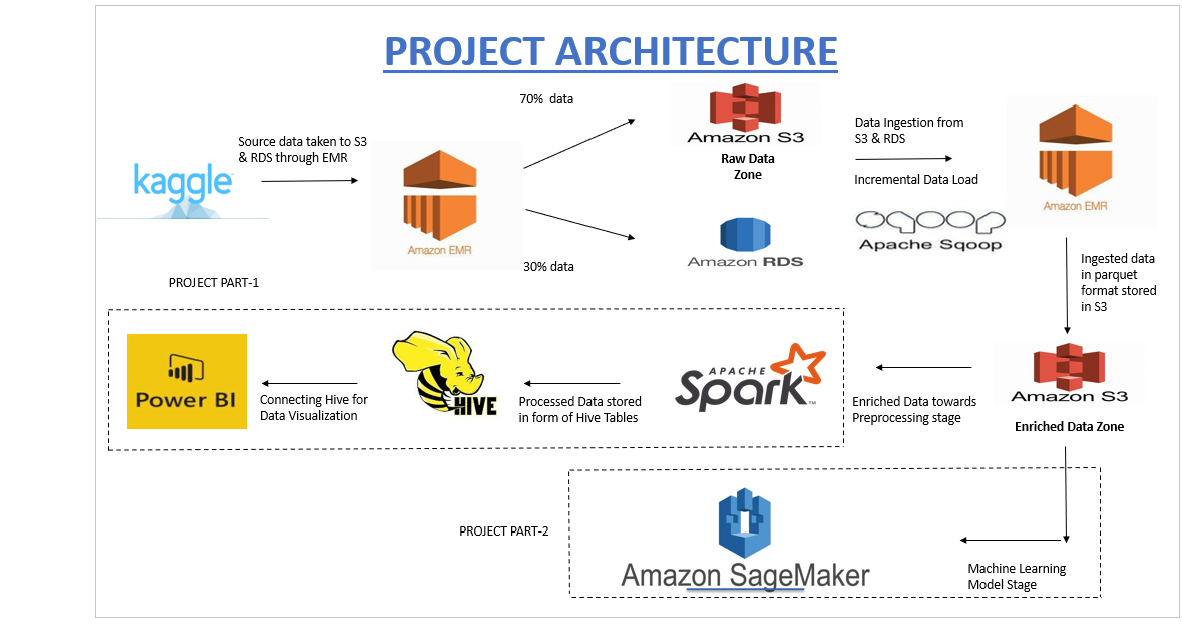 PROJECT ARCHITECTURE
70% data
Source data taken to S3
& RDS through EMR
kaggle
Amazon EMR
Amazon S3
Raw Data
Zone
Data Ingestion from
S3 & RDS
Incremental Data Load
Amazon EMR
sqoop
Apache Sqoop
Amazon RDS
30% data
PROJECT PART-1
Ingested data
in parquet
format stored
in S3
Power BI
Connecting Hive for
Data Visualization
HIVE
Processed Data stored
in form of Hive Tables
APACHE
Spark™
Enriched Data towards
Preprocessing stage
Amazon S3
Enriched Data Zone
PROJECT PART-2
Amazon SageMaker
Machine Learning
Model Stage